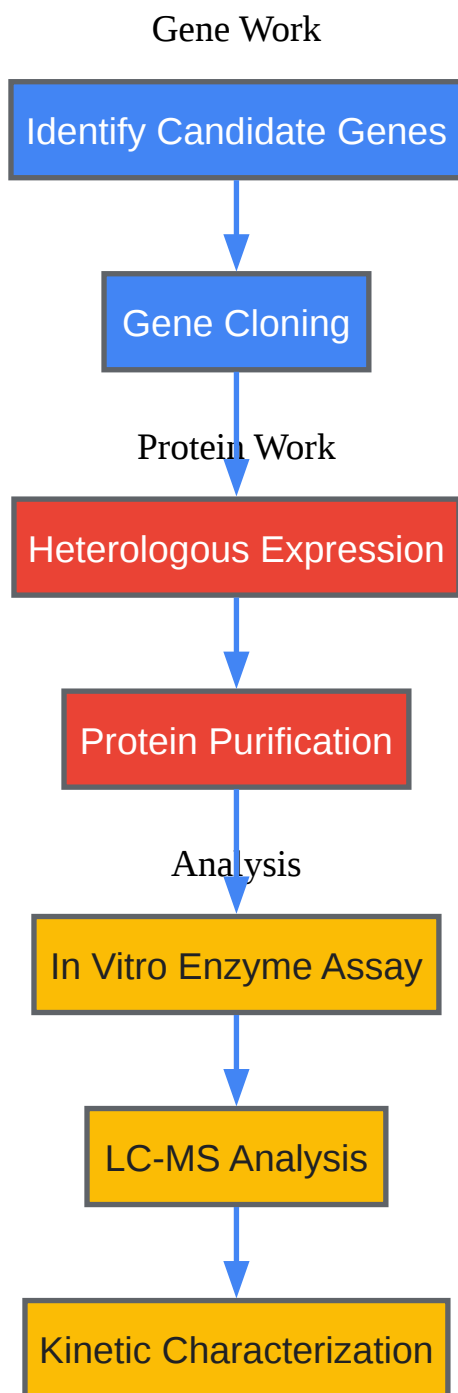 Gene Work
Identify Candidate Genes
Gene Cloning
Protein Work
Heterologous Expression
Protein Purification
Analysis
In Vitro Enzyme Assay
LC-MS Analysis
Kinetic Characterization